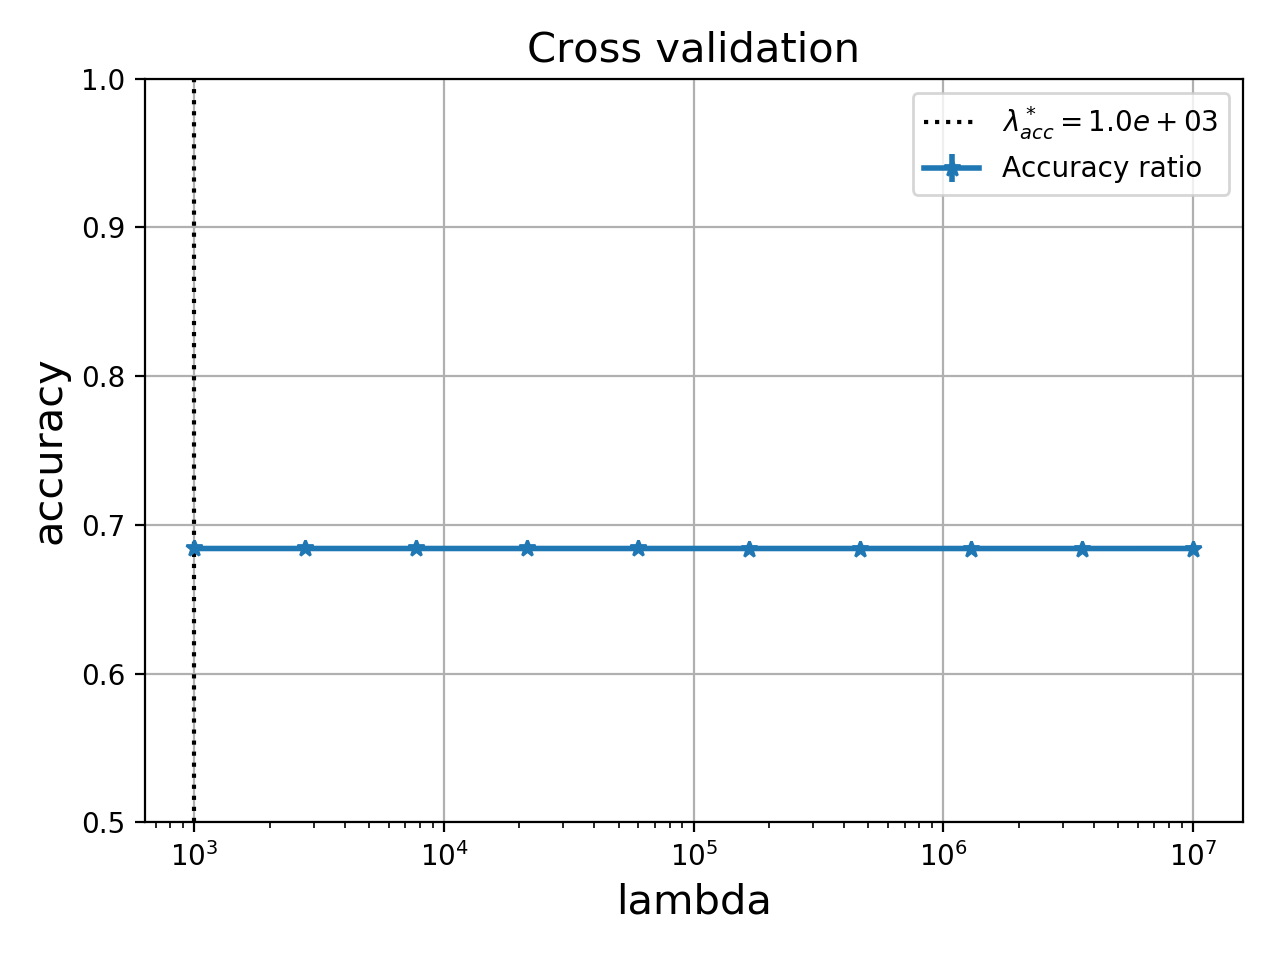 Cross validation
1.0
0.9
0.8
0.7
0.6
0.5
accuracy
λ*acc = 1.0e + 03
Accuracy ratio
10³ 10⁴ 10⁵ 10⁶ 10⁷
lambda